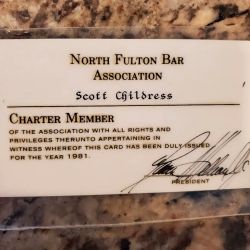 NORTH FULTON BAR
ASSOCIATION
Scott Childress
CHARTER MEMBER
OF THE ASSOCIATION WITH ALL RIGHTS AND
PRIVILEGES THERUNTO APPERTAINING IN
WITNESS WHEREOF THIS CARD HAS BEEN DULY ISSUED
FOR THE YEAR 1981.
PRESIDENT